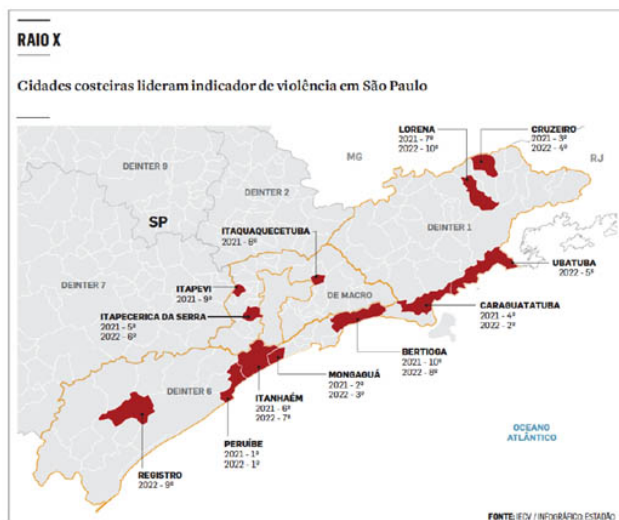 RAIO X
Cidades costeiras lideram indicador de violência em São Paulo
LORENA
2021 - 7º
2022 - 10º
CRUZEIRO
2021 - 3º
2022 - 4º
MG
RJ
DEINTER 9
DEINTER 2
SP
ITAQUAQUECETUBA
2021 - 8º
DEINTER 1
UBATUBA
2022 - 5º
ITAPEVI
2021 - 9º
DEINTER 7
DE MACRO
CARAGUATATUBA
2021 - 4º
2022 - 2º
ITAPECERICA DA SERRA
2021 - 5º
2022 - 6º
BERTIOGA
2021 - 10º
2022 - 8º
MONGAGUÁ
2021 - 2º
2022 - 3º
DEINTER 6
ITANHAÉM
2021 - 6º
2022 - 7º
OCEANO
ATLÂNTICO
PERUÍBE
2021 - 1º
2022 - 1º
REGISTRO
2022 - 9º
FONTE: IECV / INFOGRÁFICO: ESTADÃO